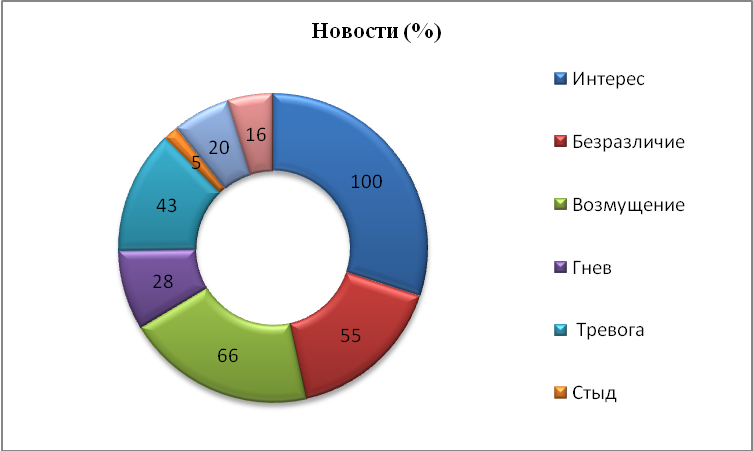 Новости (%)
100
55
66
28
43
5
20
16
Интерес
Безразличие
Возмущение
Гнев
Тревога
Стыд